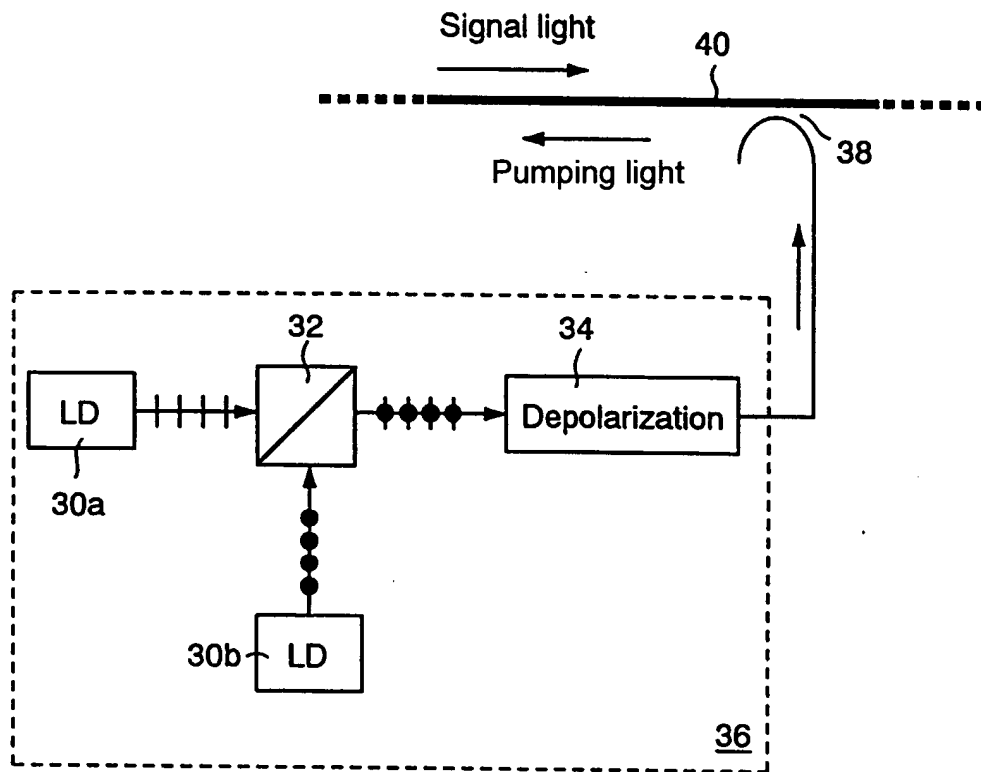 Signal light
40
38
Pumping light
32
34
LD
Depolarization
30a
30b
LD
36